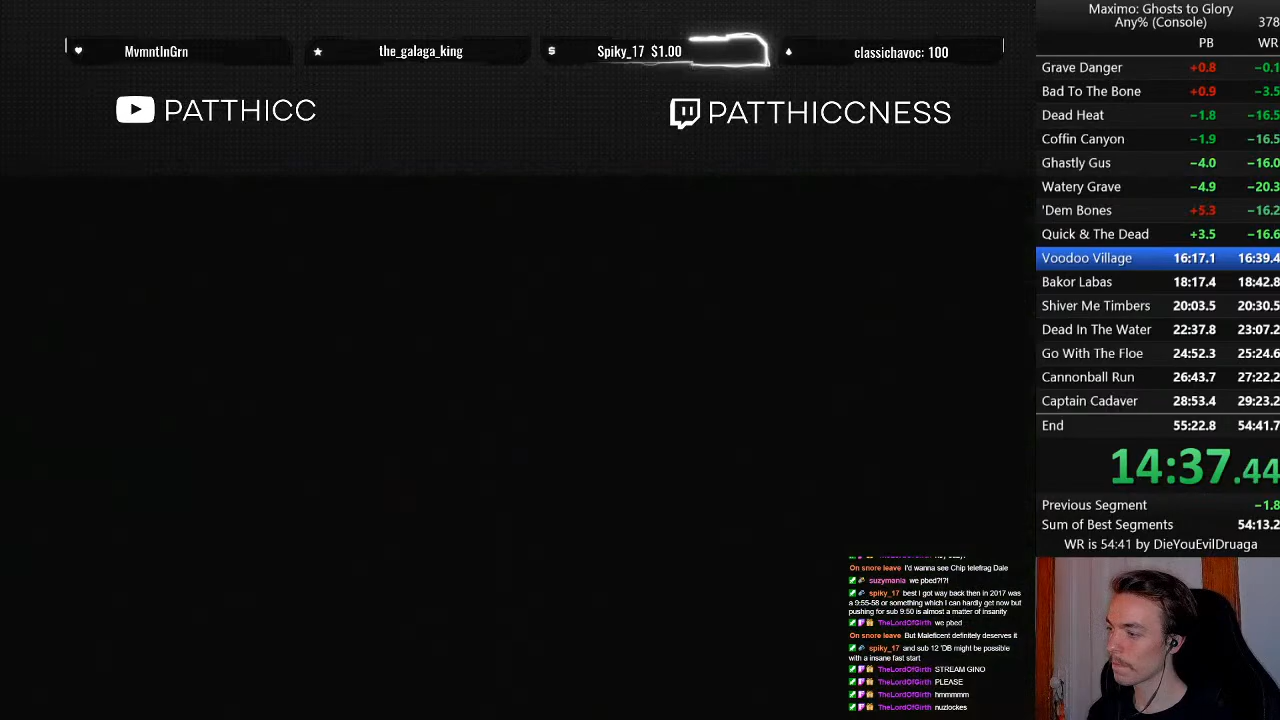 MvmntInGrn
the_galaga_king
Spiky_17 $1.00
classichavoc: 100
PATTHICC
PATTHICCNESS
Maximo: Ghosts to Glory
Any% (Console) 378
PB WR
Grave Danger +0.8 −0.1
Bad To The Bone +0.9 −3.5
Dead Heat −1.8 −16.5
Coffin Canyon −1.9 −16.5
Ghastly Gus −4.0 −16.0
Watery Grave −4.9 −20.3
'Dem Bones +5.3 −16.2
Quick & The Dead +3.5 −16.6
Voodoo Village 16:17.1 16:39.4
Bakor Labas 18:17.4 18:42.8
Shiver Me Timbers 20:03.5 20:30.5
Dead In The Water 22:37.8 23:07.2
Go With The Floe 24:52.3 25:24.6
Cannonball Run 26:43.7 27:22.2
Captain Cadaver 28:53.4 29:23.2
End 55:22.8 54:41.7
14:37.44
Previous Segment −1.8
Sum of Best Segments 54:13.2
WR is 54:41 by DieYouEvilDruaga
On snore leave I'd wanna see Chip telefrag Dale
suzymania we pbed?!?!
spiky_17 best I got way back then in 2017 was
a 9:55-58 or something which I can hardly get now but
pushing for sub 9:50 is almost a matter of insanity
TheLordOfGirth we pbed
On snore leave But Maleficent definitely deserves it
spiky_17 and sub 12 'DB might be possible
with a insane fast start
TheLordOfGirth STREAM GINO
TheLordOfGirth PLEASE
TheLordOfGirth hmmmmm
TheLordOfGirth nuzlockes